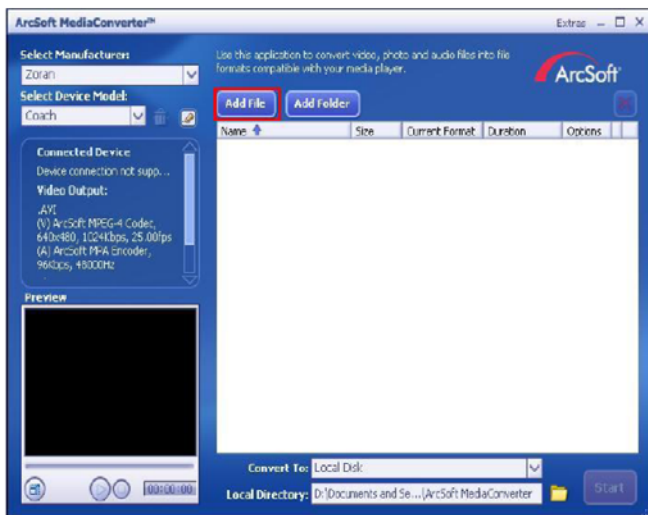 ArcSoft MediaConverter™
Extras
Select Manufacturer:
Zoran
Select Device Model:
Coach
Connected Device
Device connection not supp...
Video Output:
.AVI
(V) ArcSoft MPEG-4 Codec,
640x480, 1024Kbps, 25.00fps
(A) ArcSoft MPA Encoder,
96Kbps, 48000Hz
Preview
00:00:00
Use this application to convert video, photo and audio files into file
formats compatible with your media player.
ArcSoft
Add File Add Folder
Name Size Current Format Duration Options
Convert To: Local Disk
Local Directory: D:\Documents and Se...\ArcSoft MediaConverter
Start